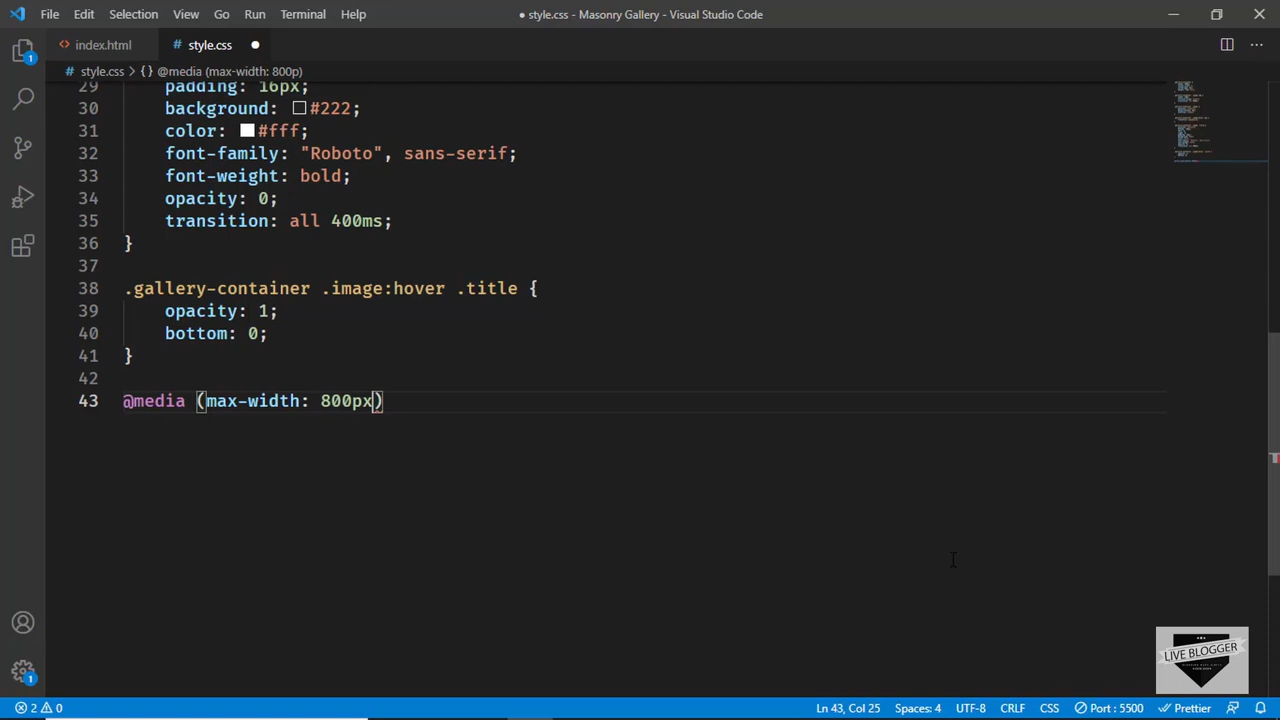 File Edit Selection View Go Run Terminal Help
● style.css - Masonry Gallery - Visual Studio Code
index.html
# style.css
# style.css > {} @media (max-width: 800p)
29 padding: 16px;
30 background: #222;
31 color: #fff;
32 font-family: "Roboto", sans-serif;
33 font-weight: bold;
34 opacity: 0;
35 transition: all 400ms;
36 }
37
38 .gallery-container .image:hover .title {
39 opacity: 1;
40 bottom: 0;
41 }
42
43 @media (max-width: 800px)
1
LIVE BLOGGER
1
2 0
Ln 43, Col 25 Spaces: 4 UTF-8 CRLF CSS Port : 5500 Prettier